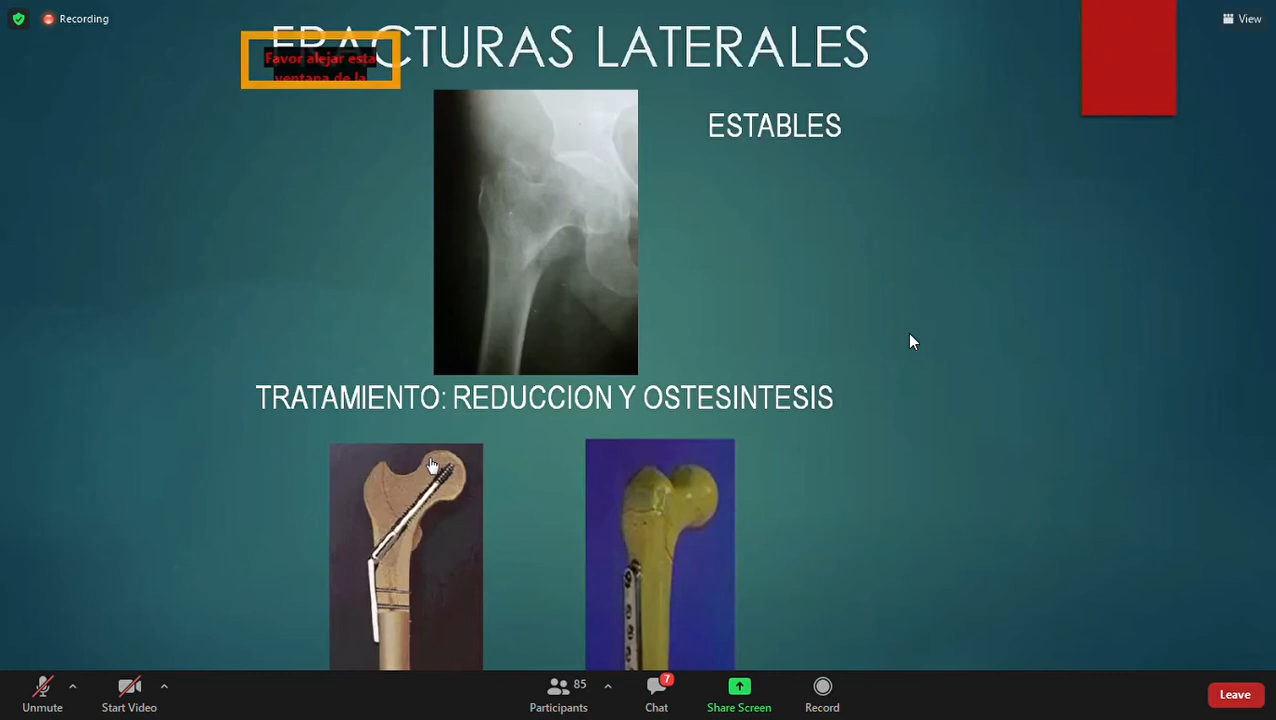 Recording
View
FRACTURAS LATERALES
Favor alejar esta
ventana de la
ESTABLES
TRATAMIENTO: REDUCCION Y OSTESINTESIS
85
7
Unmute
Start Video
Participants
Chat
Share Screen
Record
Leave